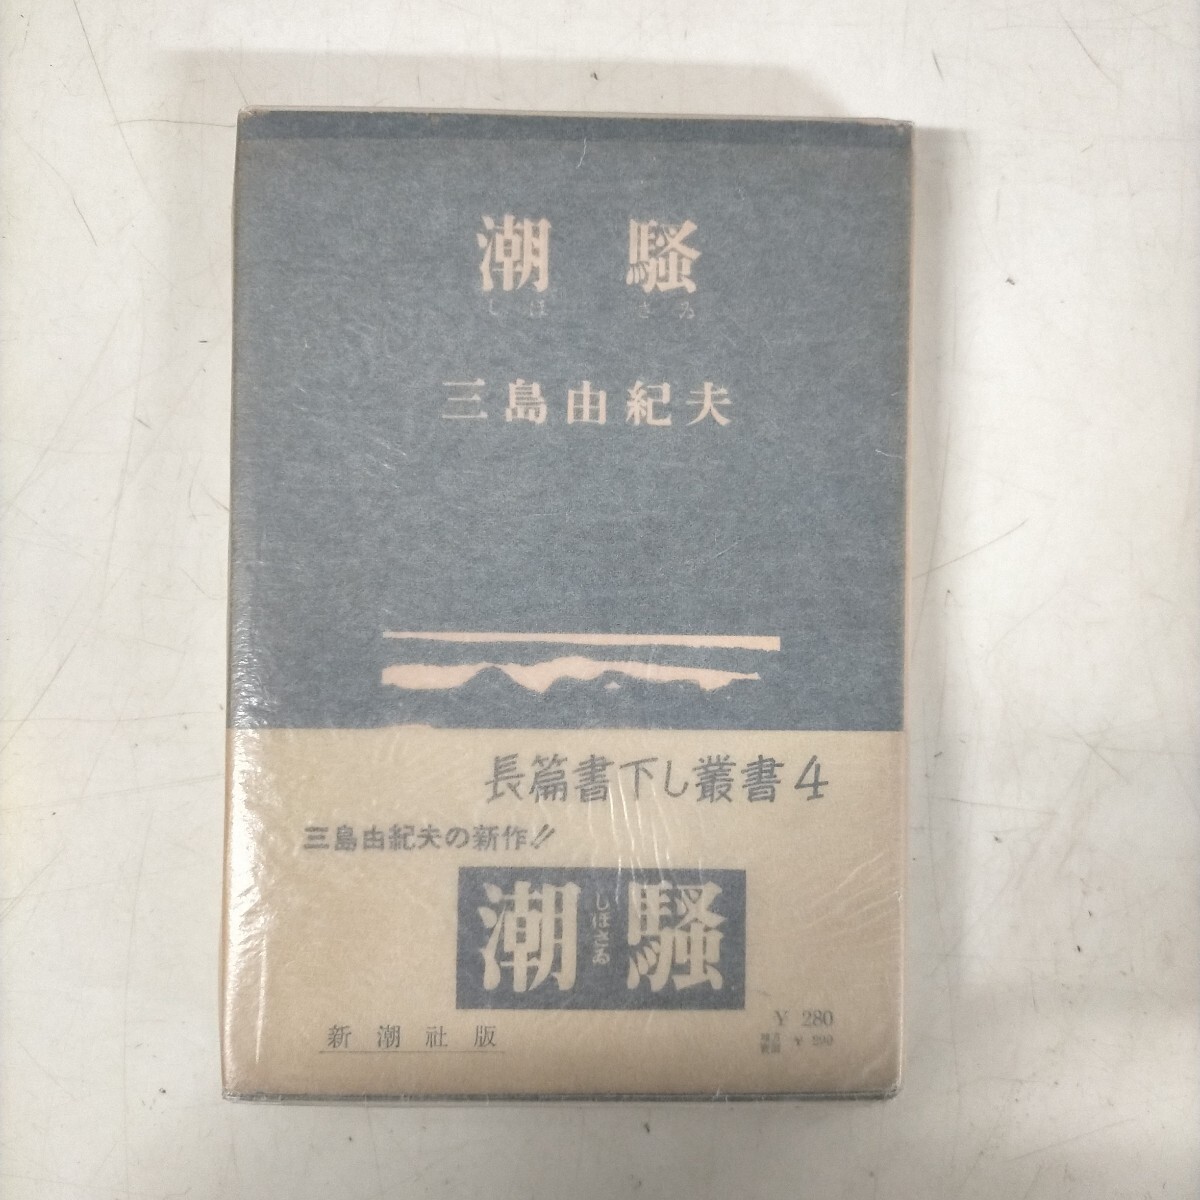 潮騒
しほさゐ
三島由紀夫
長篇書下し叢書4
三島由紀夫の新作!!
潮騒
しほさゐ
新潮社版
¥ 280
¥ 290